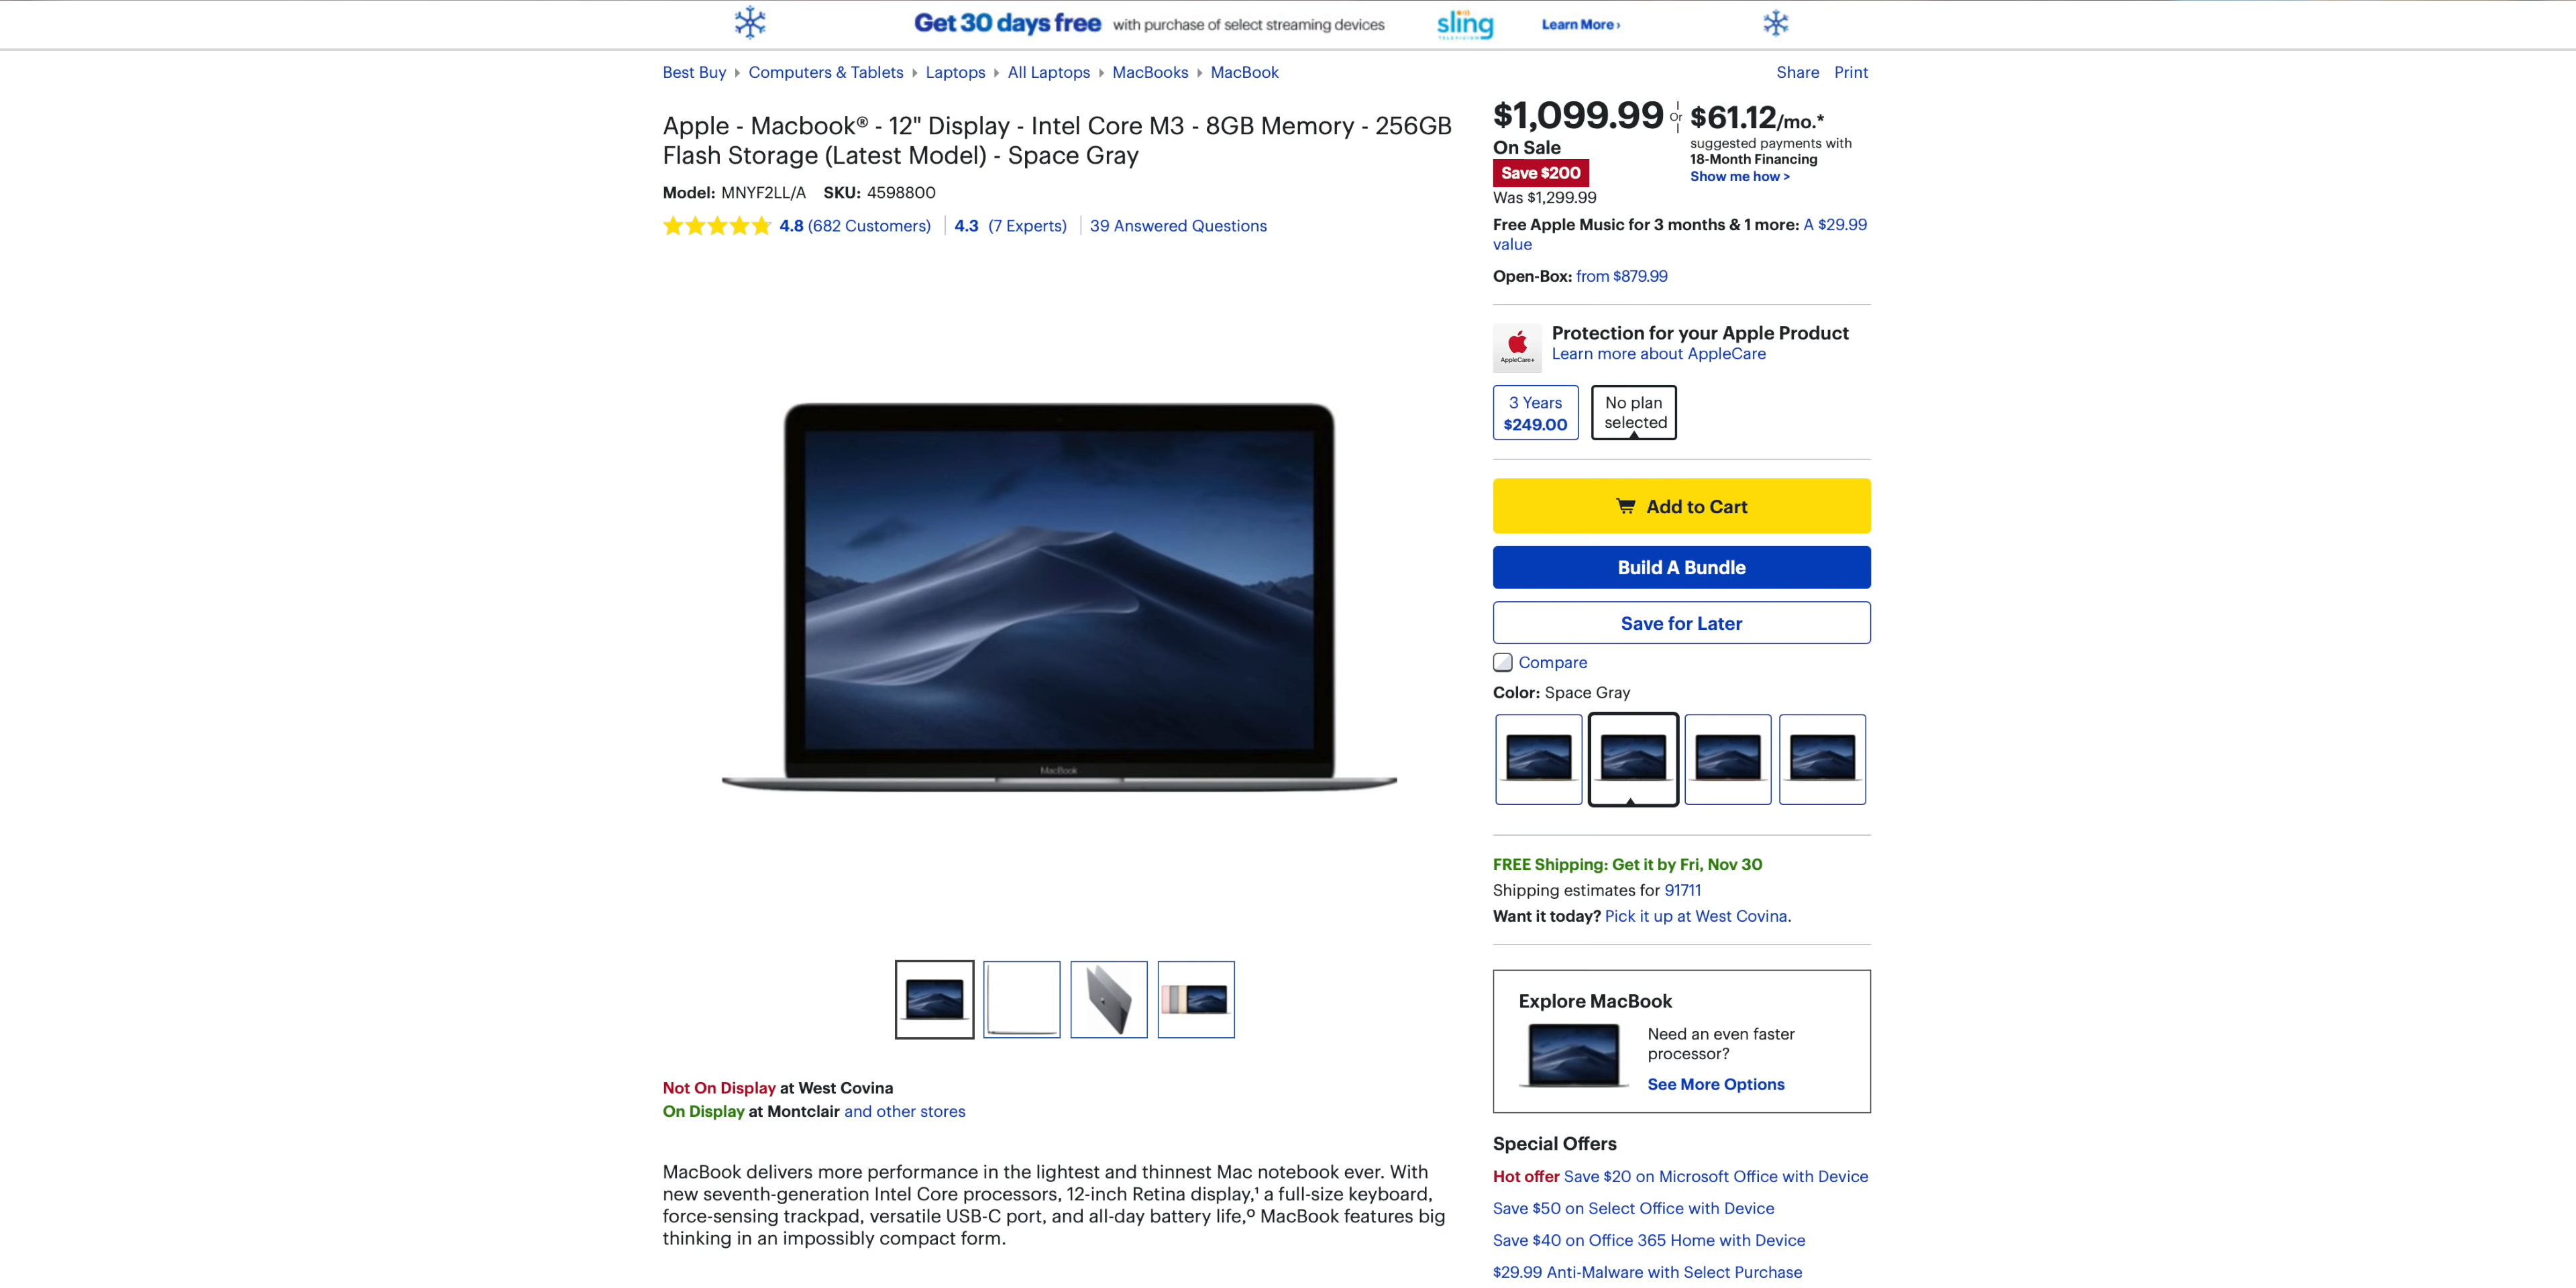 Get 30 days free with purchase of select streaming devices sling TELEVISION Learn More ›
Best Buy Computers & Tablets Laptops All Laptops MacBooks MacBook
Share Print
Apple - Macbook® - 12" Display - Intel Core M3 - 8GB Memory - 256GB
Flash Storage (Latest Model) - Space Gray
Model: MNYF2LL/A SKU: 4598800
4.8 (682 Customers) 4.3 (7 Experts) 39 Answered Questions
MacBook
Not On Display at West Covina
On Display at Montclair and other stores
MacBook delivers more performance in the lightest and thinnest Mac notebook ever. With
new seventh-generation Intel Core processors, 12-inch Retina display,¹ a full-size keyboard,
force-sensing trackpad, versatile USB-C port, and all-day battery life,º MacBook features big
thinking in an impossibly compact form.
$1,099.99 Or $61.12/mo.*
On Sale
Save $200
Was $1,299.99
suggested payments with
18-Month Financing
Show me how >
Free Apple Music for 3 months & 1 more: A $29.99
value
Open-Box: from $879.99
AppleCare+
Protection for your Apple Product
Learn more about AppleCare
3 Years
$249.00
No plan
selected
Add to Cart
Build A Bundle
Save for Later
Compare
Color: Space Gray
FREE Shipping: Get it by Fri, Nov 30
Shipping estimates for 91711
Want it today? Pick it up at West Covina.
Explore MacBook
Need an even faster
processor?
See More Options
Special Offers
Hot offer Save $20 on Microsoft Office with Device
Save $50 on Select Office with Device
Save $40 on Office 365 Home with Device
$29.99 Anti-Malware with Select Purchase